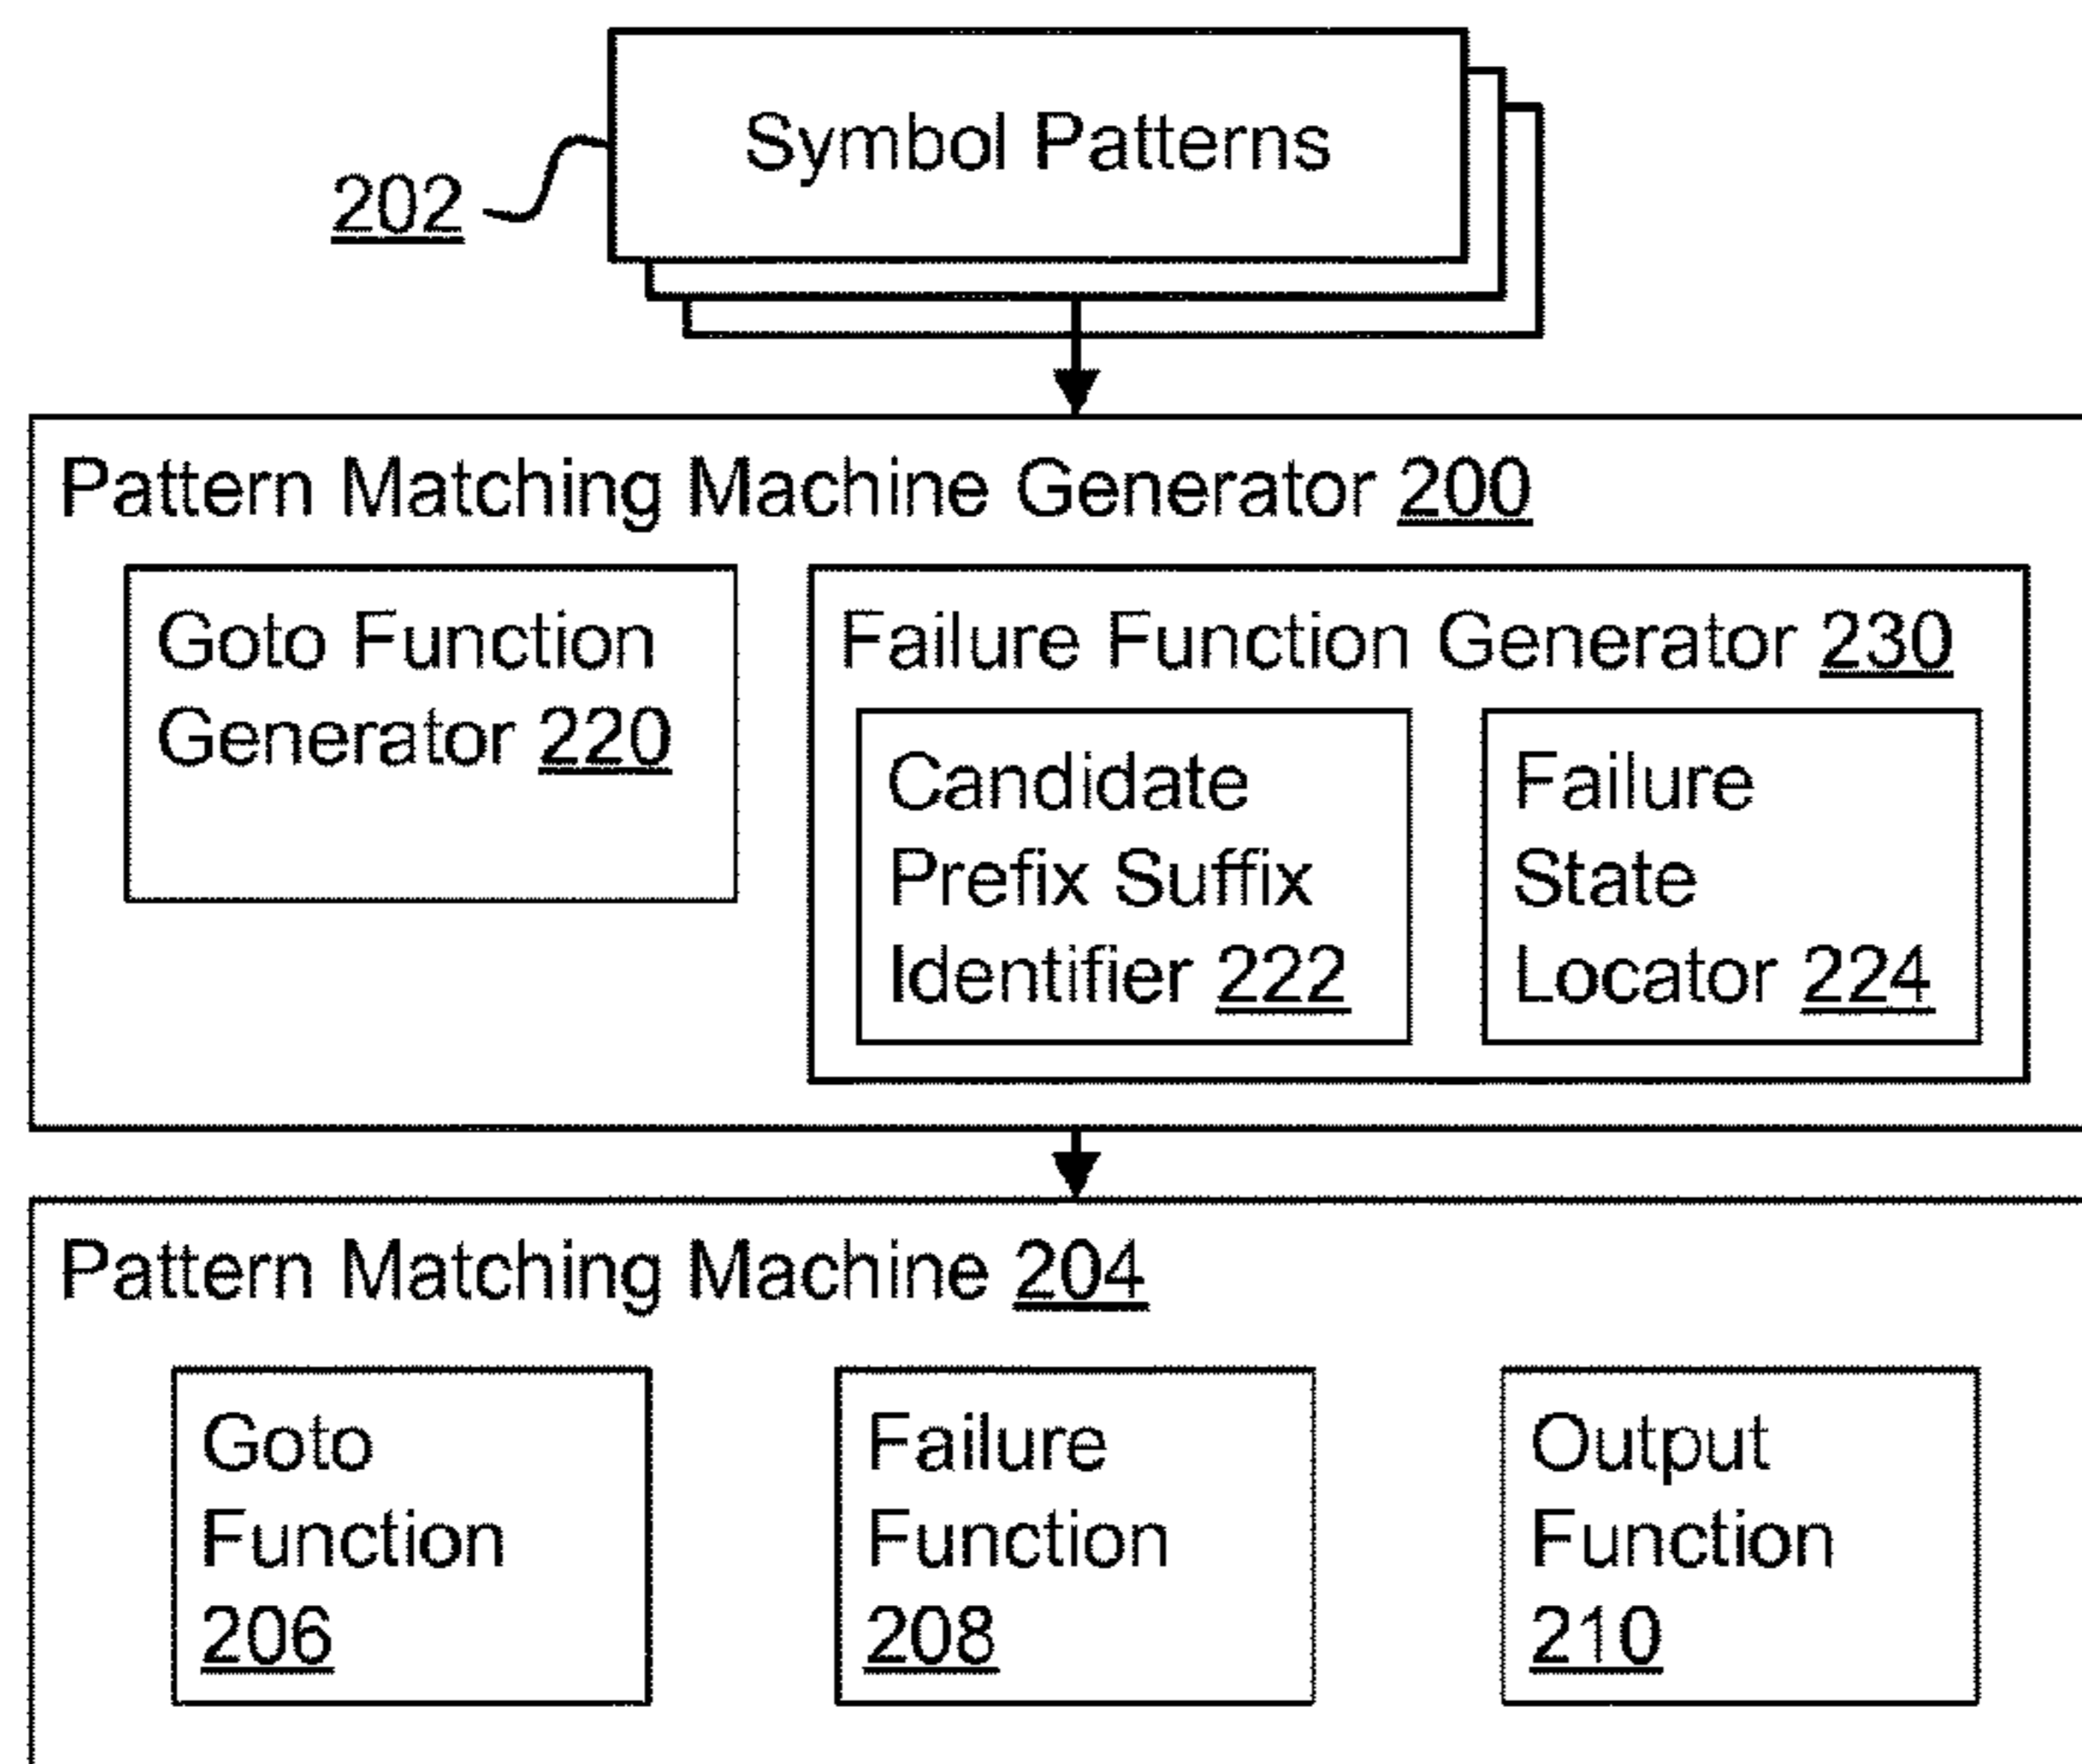 Symbol Patterns
202
Pattern Matching Machine Generator 200
Goto Function
Generator 220
Failure Function Generator 230
Candidate
Prefix Suffix
Identifier 222
Failure
State
Locator 224
Pattern Matching Machine 204
Goto
Function
206
Failure
Function
208
Output
Function
210